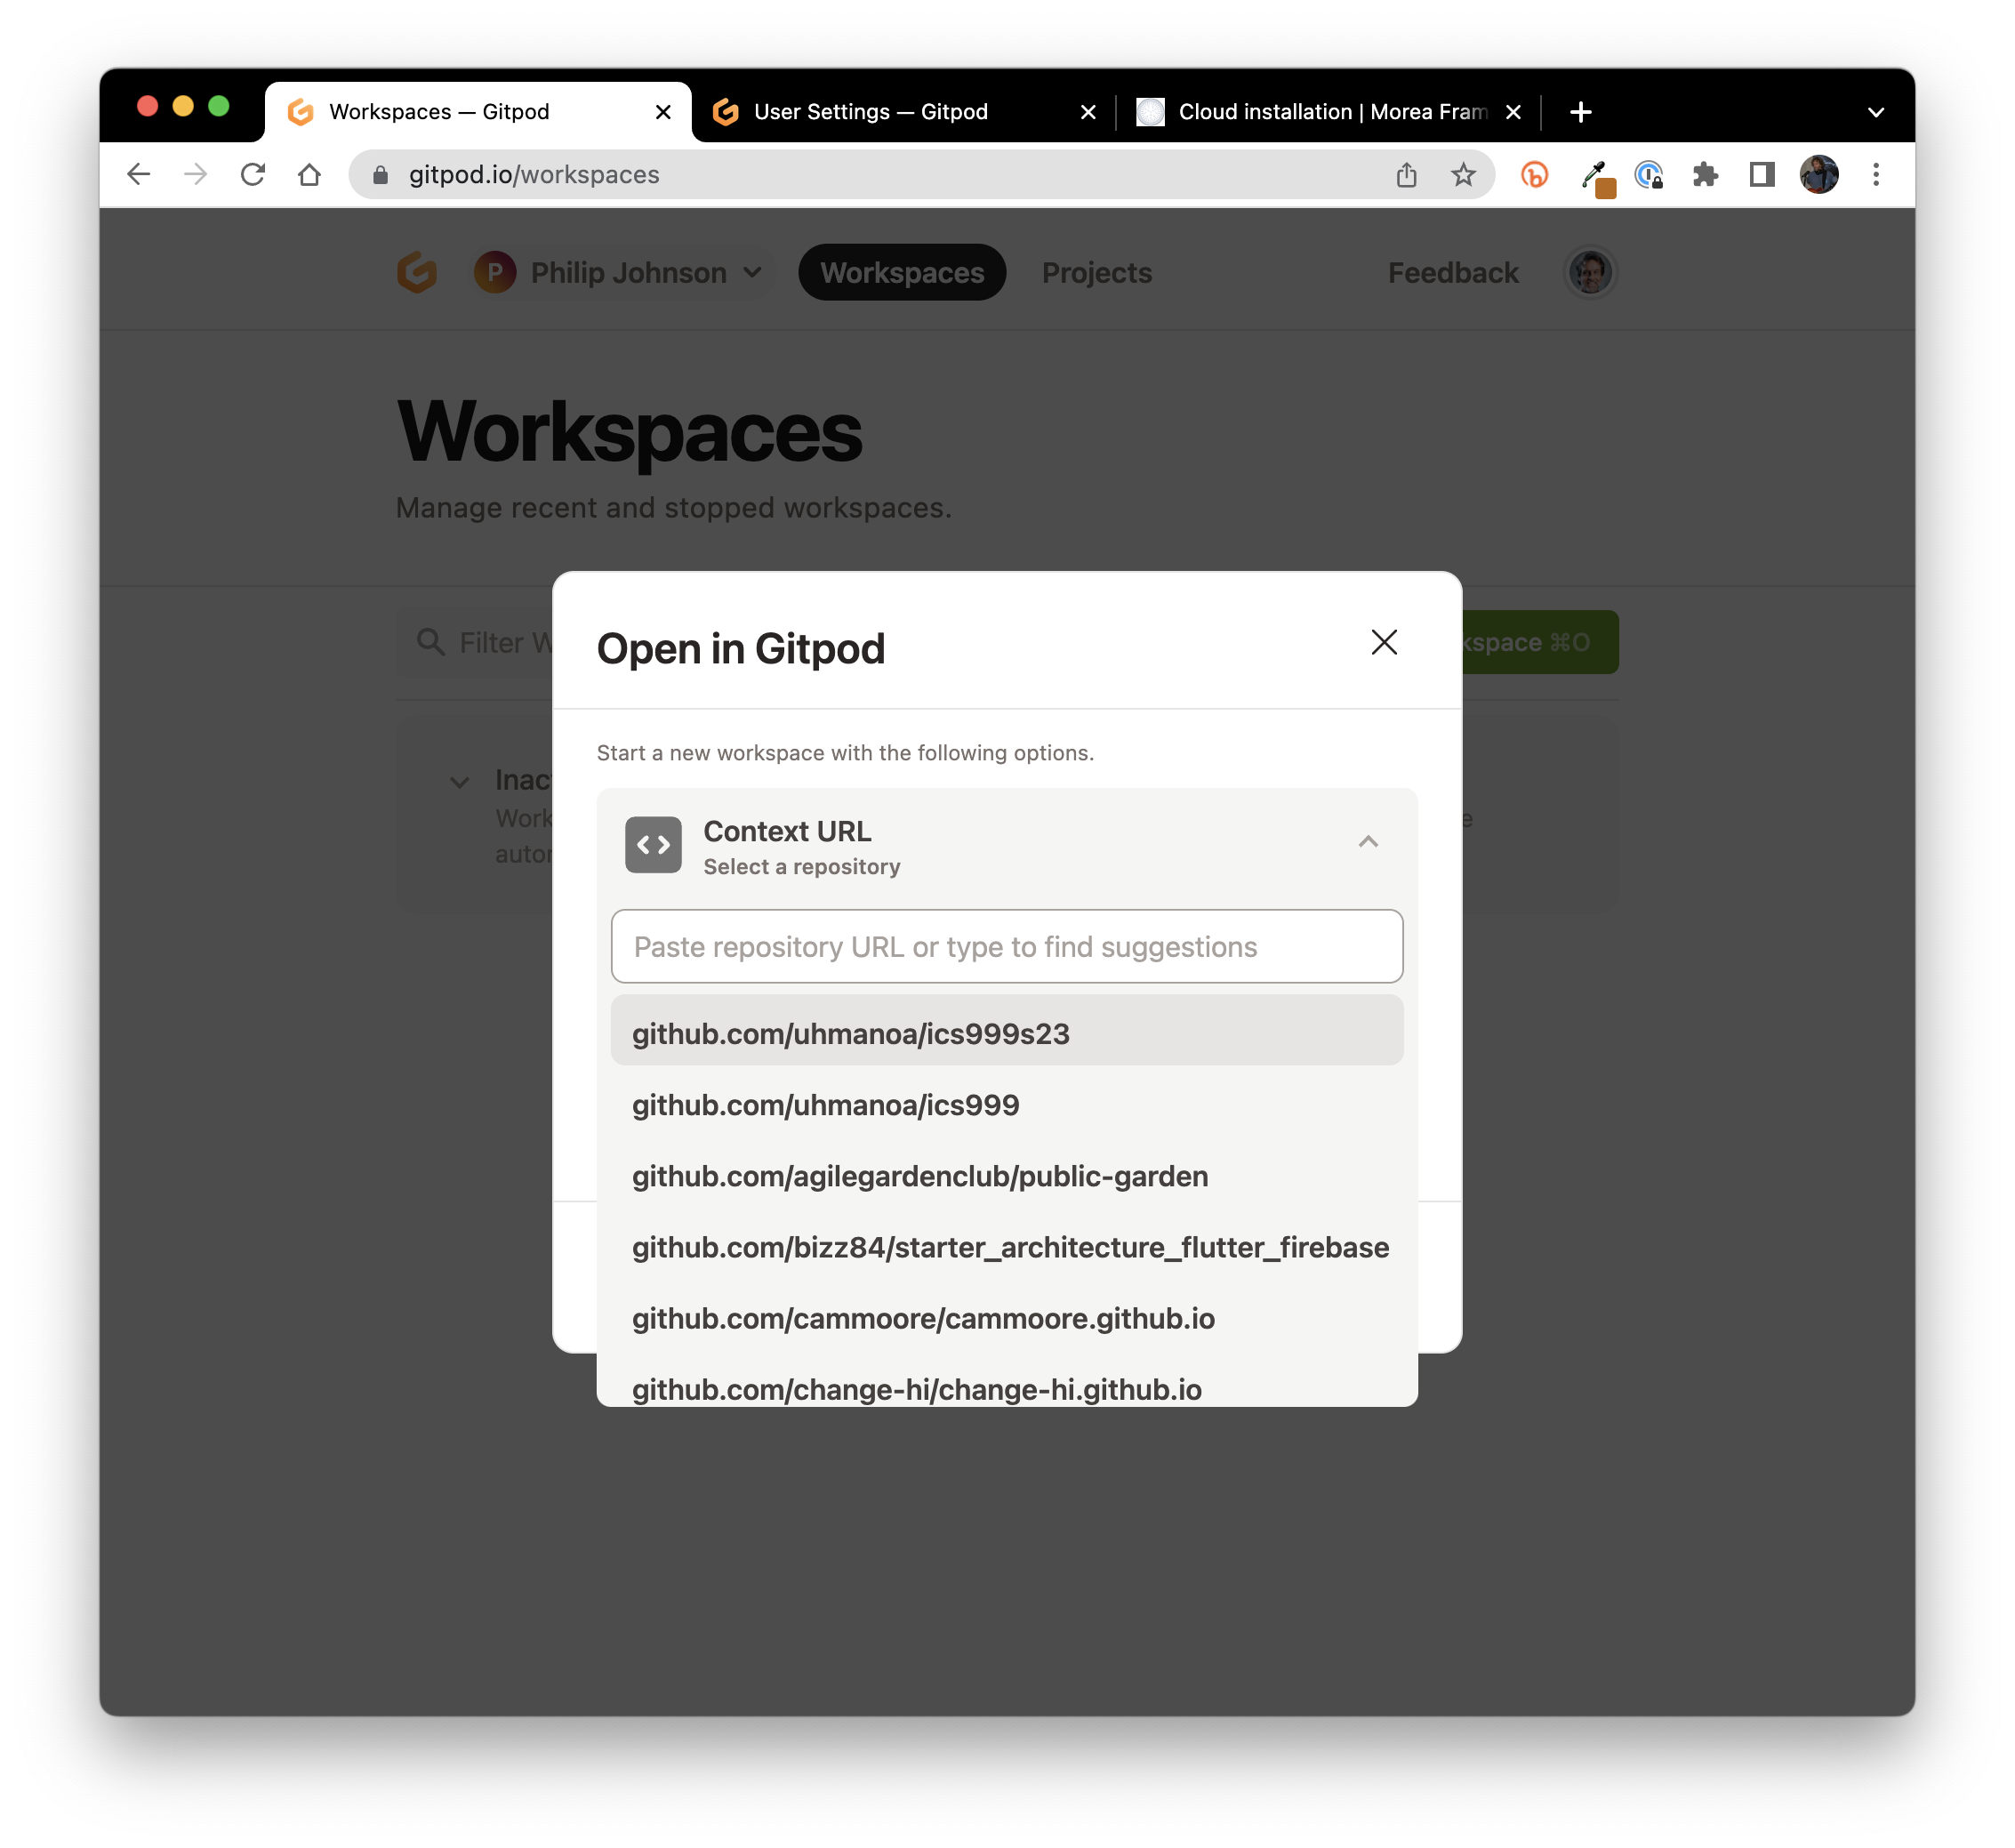 Workspaces — Gitpod
User Settings — Gitpod
Cloud installation | Morea Fram
gitpod.io/workspaces
P Philip Johnson
Workspaces
Projects
Feedback
Workspaces
Manage recent and stopped workspaces.
Filter W
kspace ⌘O
Open in Gitpod
Start a new workspace with the following options.
Inac
Work
e
auto
Context URL
Select a repository
Paste repository URL or type to find suggestions
github.com/uhmanoa/ics999s23
github.com/uhmanoa/ics999
github.com/agilegardenclub/public-garden
github.com/bizz84/starter_architecture_flutter_firebase
github.com/cammoore/cammoore.github.io
github.com/change-hi/change-hi.github.io